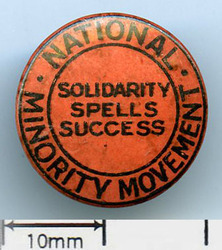 · NATIONAL ·
MINORITY MOVEMENT
SOLIDARITY
SPELLS
SUCCESS
10mm